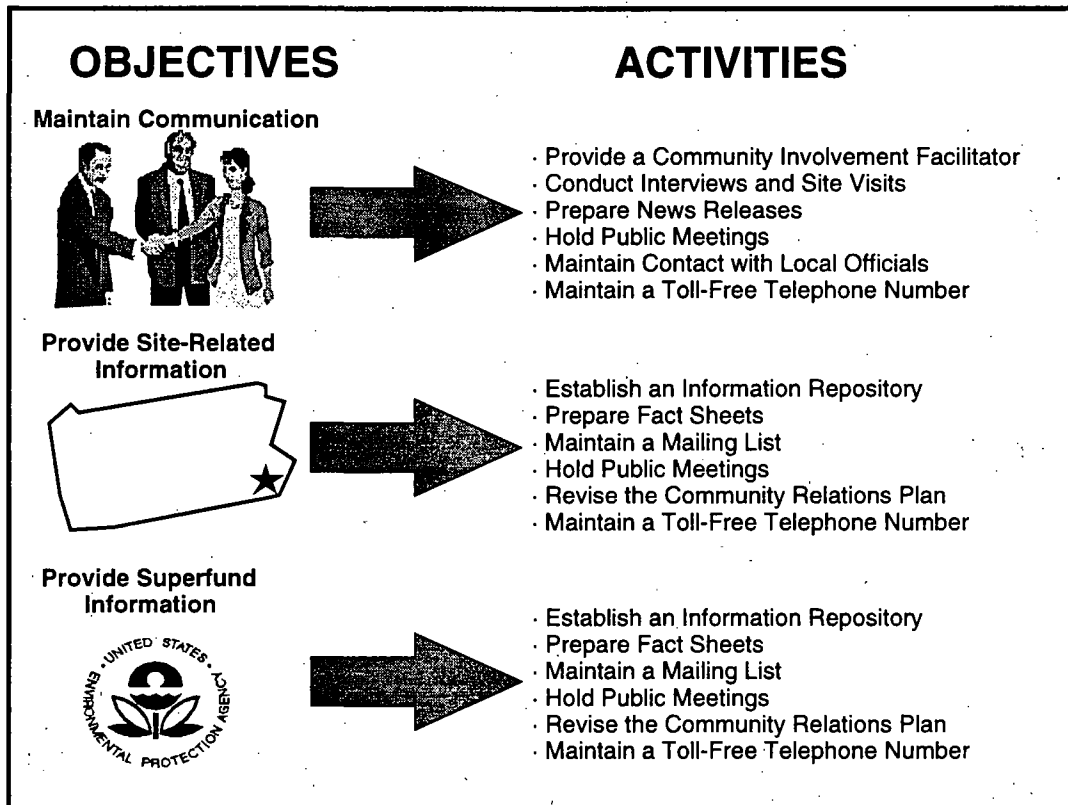 OBJECTIVES
ACTIVITIES
Maintain Communication
· Provide a Community Involvement Facilitator
· Conduct Interviews and Site Visits
· Prepare News Releases
· Hold Public Meetings
· Maintain Contact with Local Officials
· Maintain a Toll-Free Telephone Number
Provide Site-Related
Information
· Establish an Information Repository
· Prepare Fact Sheets
· Maintain a Mailing List
· Hold Public Meetings
· Revise the Community Relations Plan
· Maintain a Toll-Free Telephone Number
Provide Superfund
Information
UNITED STATES
ENVIRONMENTAL PROTECTION AGENCY
· Establish an Information Repository
· Prepare Fact Sheets
· Maintain a Mailing List
· Hold Public Meetings
· Revise the Community Relations Plan
· Maintain a Toll-Free Telephone Number